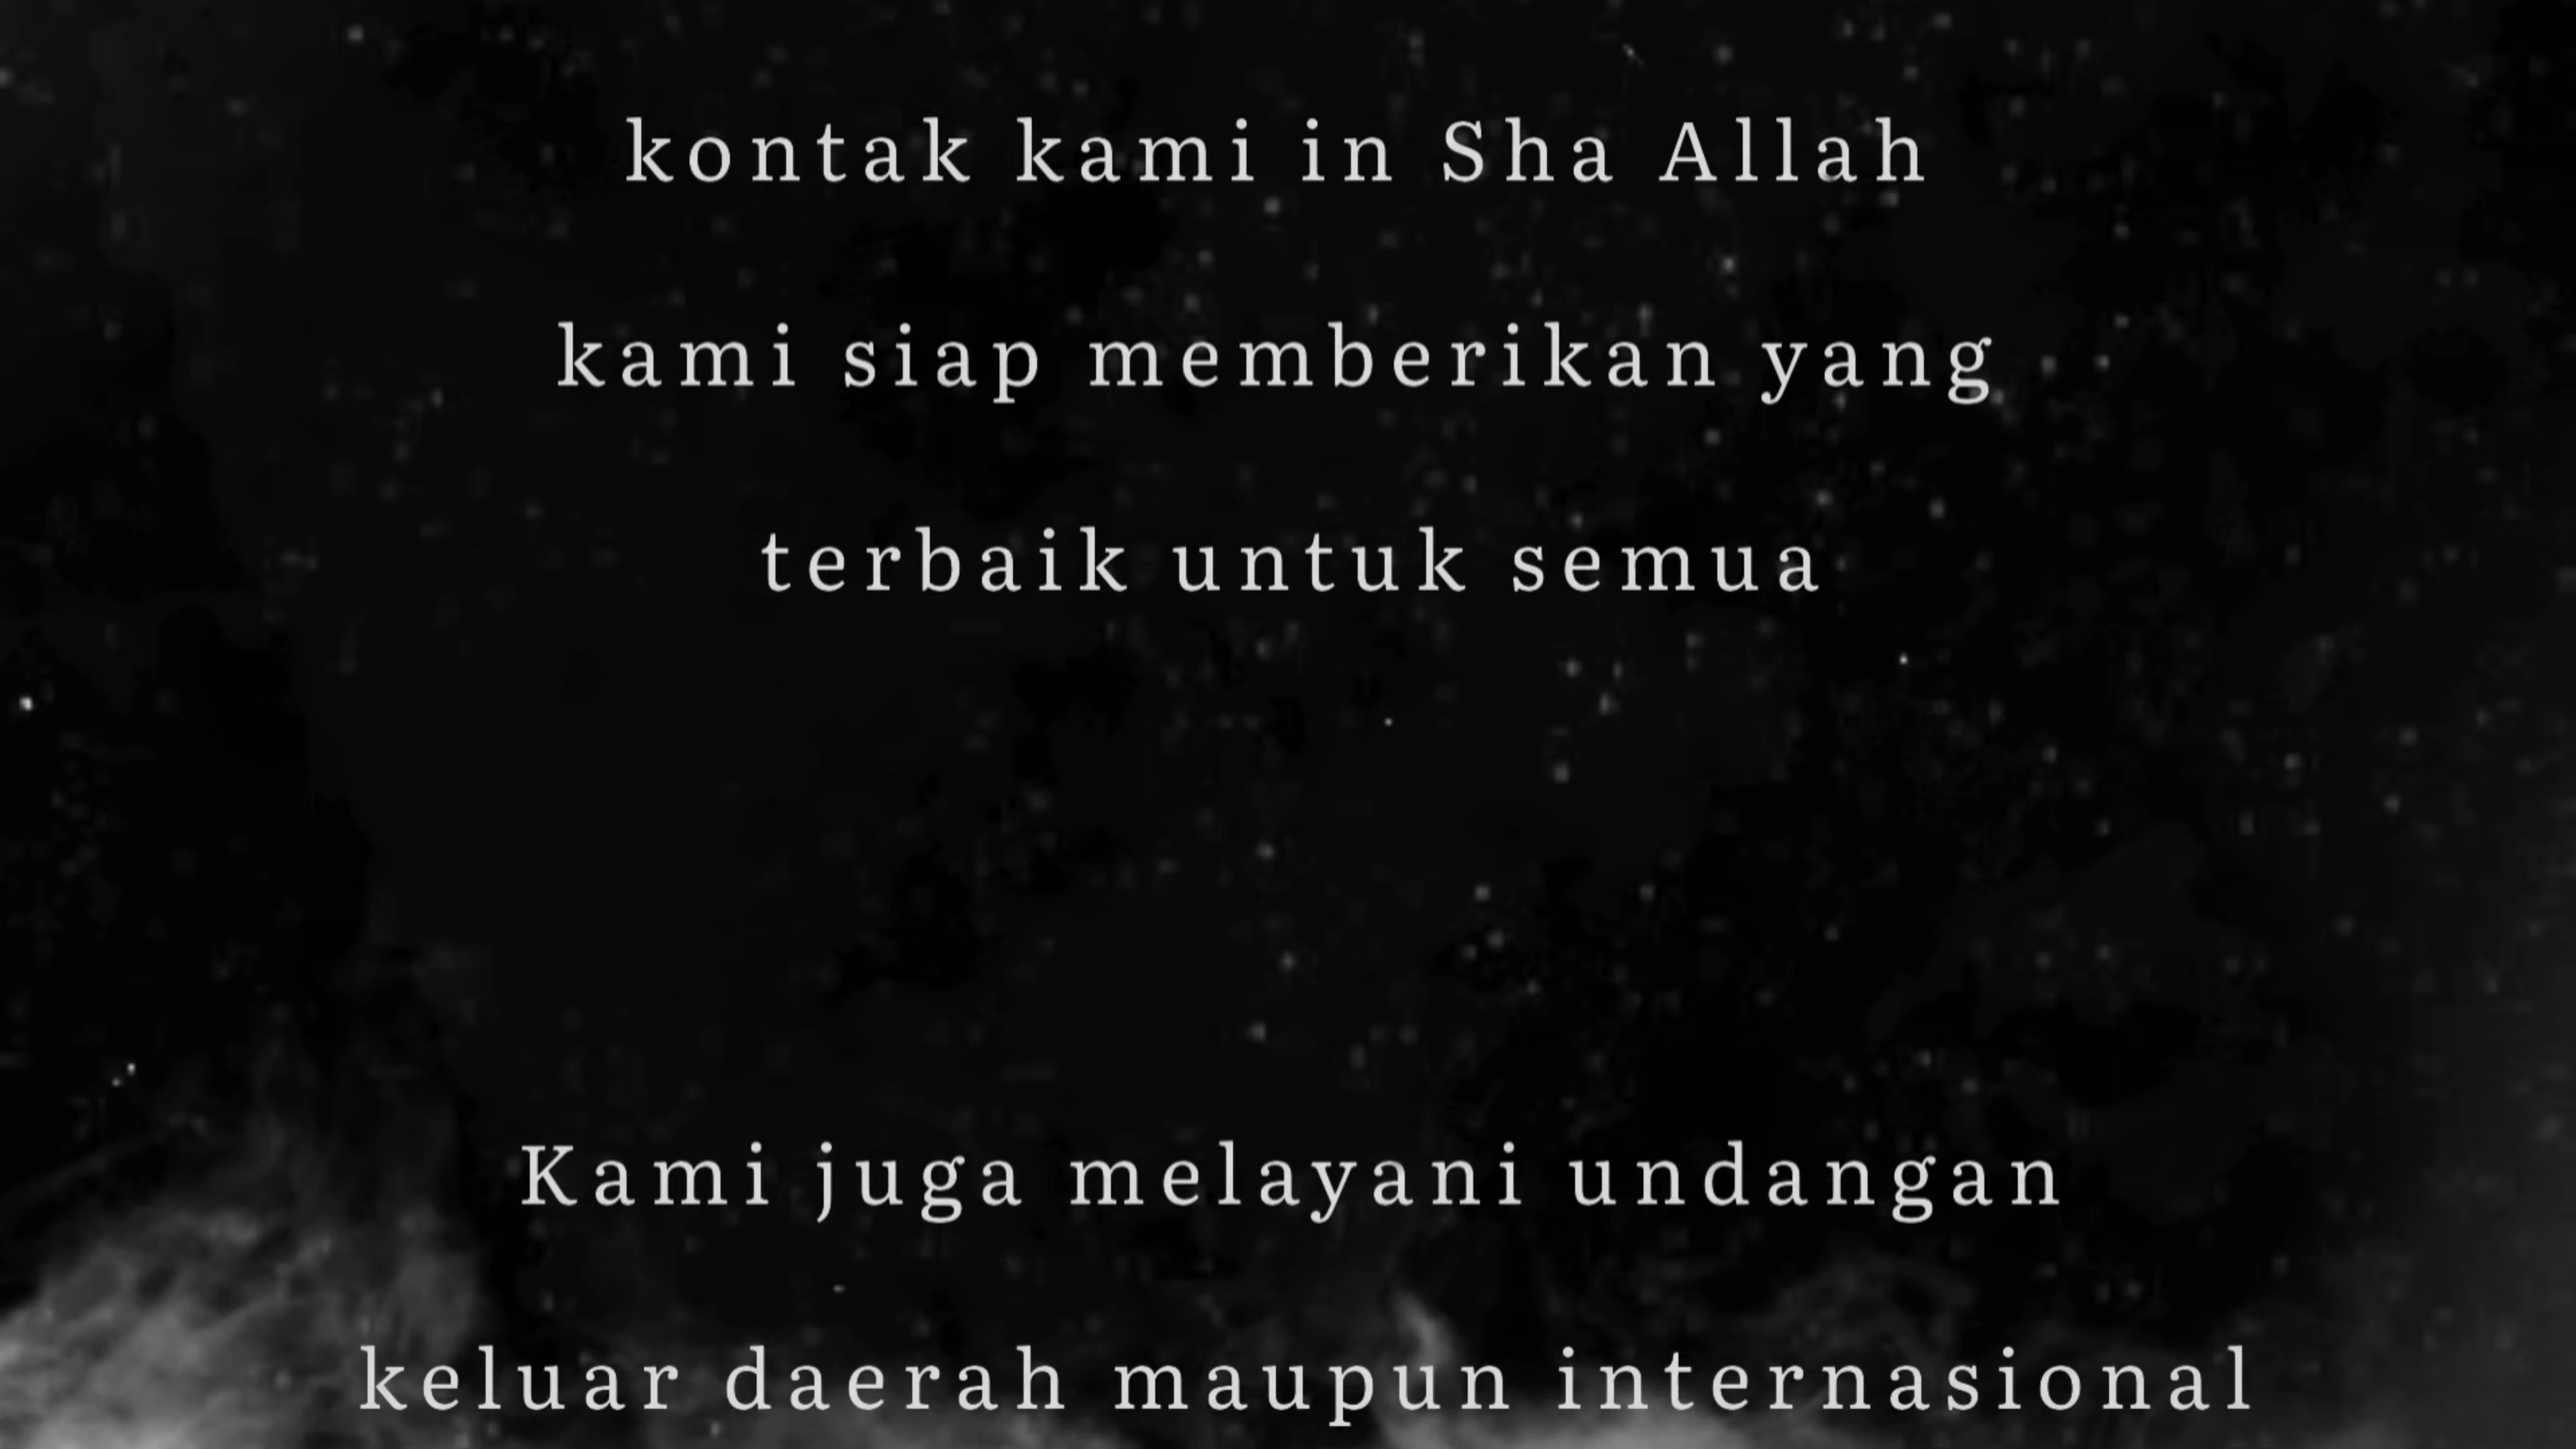 kontak kami in Sha Allah
kami siap memberikan yang
terbaik untuk semua
Kami juga melayani undangan
keluar daerah maupun internasional